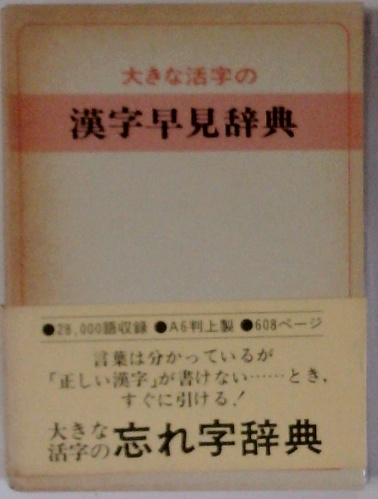 大きな活字の
漢字早見辞典
●28,000語収録 ●A6判上製 ●608ページ
言葉は分かっているが
「正しい漢字」が書けない……とき,
すぐに引ける！
大きな
活字の忘れ字辞典